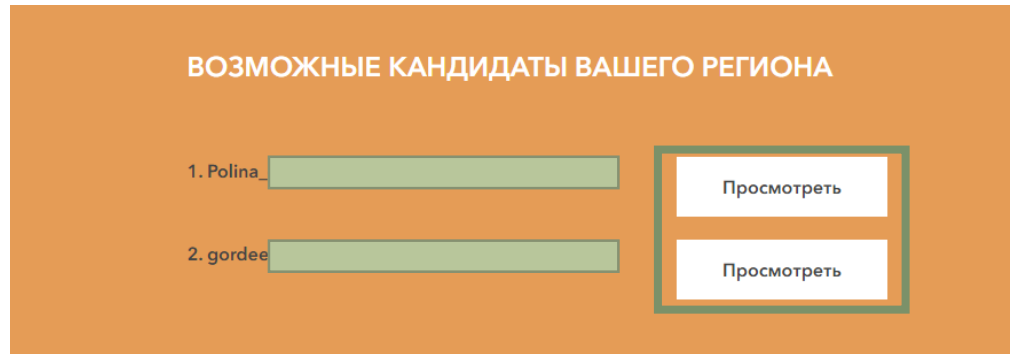 ВОЗМОЖНЫЕ КАНДИДАТЫ ВАШЕГО РЕГИОНА
1. Polina_
Просмотреть
2. gordee
Просмотреть